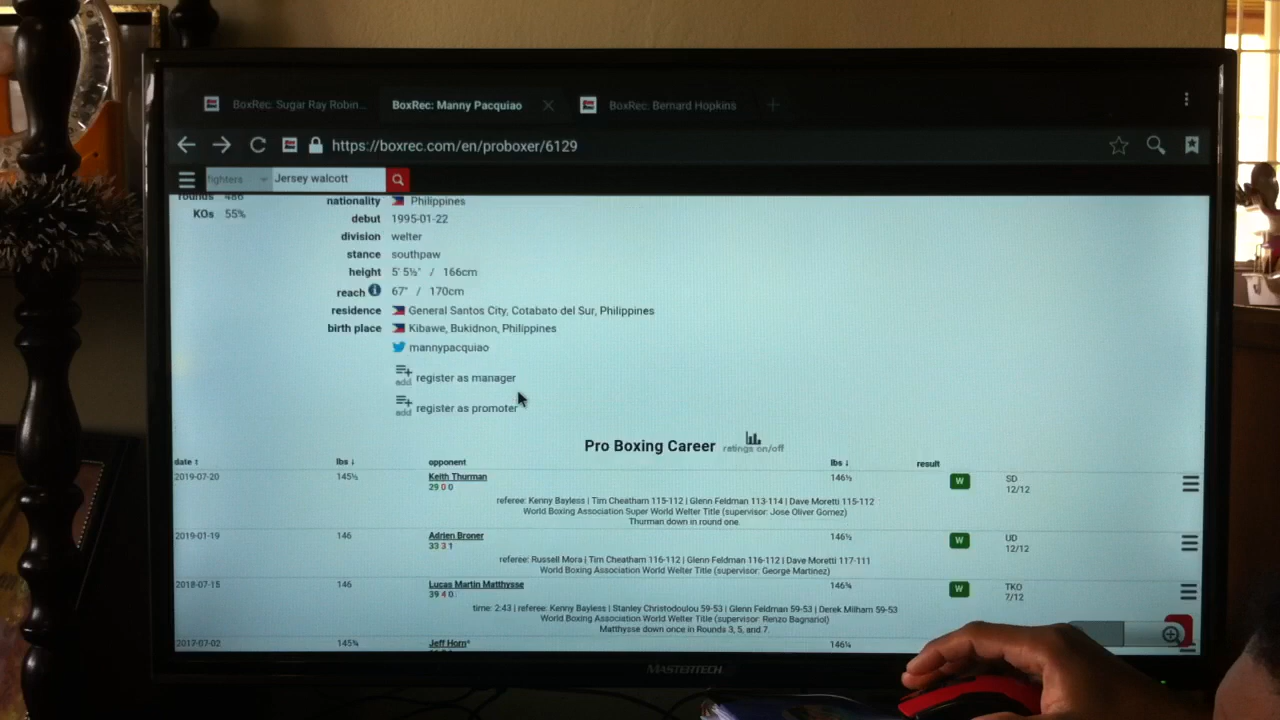 BoxRec: Sugar Ray Robin...
BoxRec: Manny Pacquiao
BoxRec: Bernard Hopkins
https://boxrec.com/en/proboxer/6129
fighters
Jersey walcott
rounds 486
KOs 55%
nationality Philippines
debut 1995-01-22
division welter
stance southpaw
height 5' 5½" / 166cm
reach 67" / 170cm
residence General Santos City, Cotabato del Sur, Philippines
birth place Kibawe, Bukidnon, Philippines
mannypacquiao
add register as manager
add register as promoter
Pro Boxing Career ratings on/off
date ↑ lbs ↓ opponent lbs ↓ result
2019-07-20 145½ Keith Thurman 146½ W SD
29 0 0 12/12
referee: Kenny Bayless | Tim Cheatham 115-112 | Glenn Feldman 113-114 | Dave Moretti 115-112
World Boxing Association Super World Welter Title (supervisor: Jose Oliver Gomez)
Thurman down in round one.
2019-01-19 146 Adrien Broner 146½ W UD
33 3 1 12/12
referee: Russell Mora | Tim Cheatham 116-112 | Glenn Feldman 116-112 | Dave Moretti 117-111
World Boxing Association World Welter Title (supervisor: George Martinez)
2018-07-15 146 Lucas Martin Matthysse 146¾ W TKO
39 4 0 7/12
time: 2:43 | referee: Kenny Bayless | Stanley Christodoulou 59-53 | Glenn Feldman 59-53 | Derek Milham 59-53
World Boxing Association World Welter Title (supervisor: Renzo Bagnariol)
Matthysse down once in Rounds 3, 5, and 7.
2017-07-02 145¾ Jeff Horn*
MASTERTECH